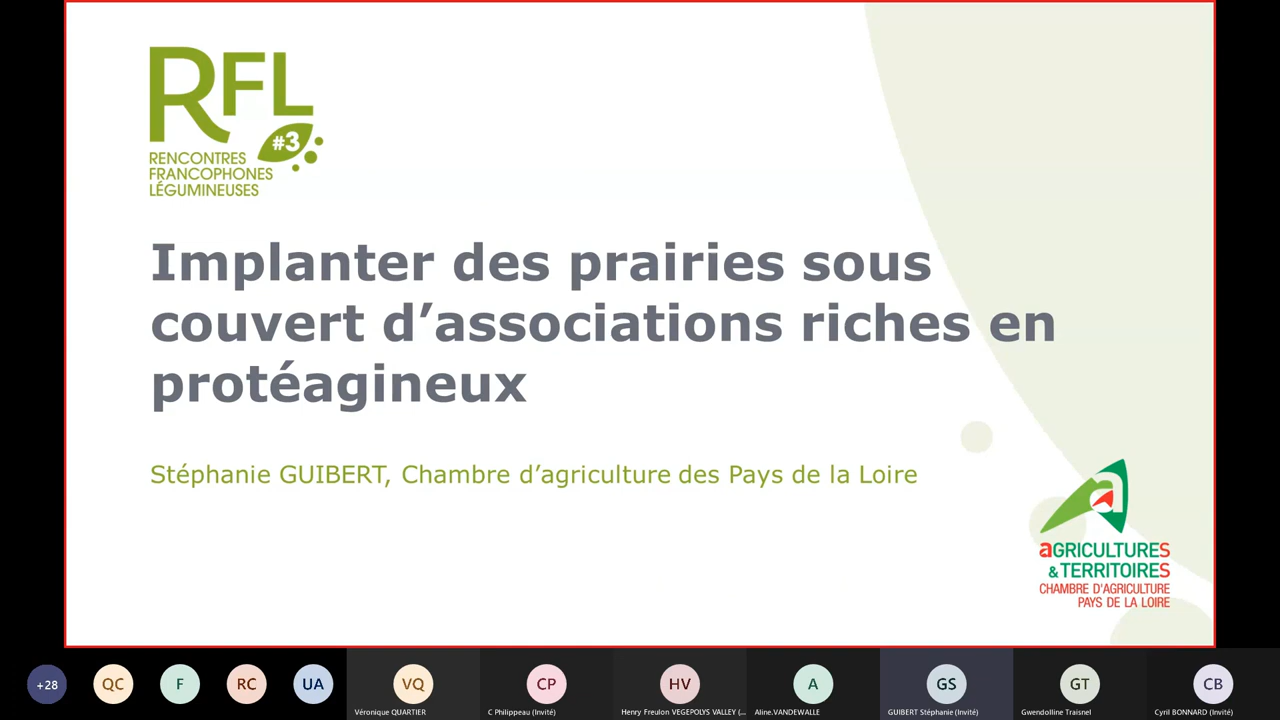 RFL
#3
RENCONTRES
FRANCOPHONES
LÉGUMINEUSES
Implanter des prairies sous
couvert d’associations riches en
protéagineux
Stéphanie GUIBERT, Chambre d’agriculture des Pays de la Loire
a
aGRICULTURES
& TERRITOIRES
CHAMBRE D'AGRICULTURE
PAYS DE LA LOIRE
+28
QC
F
RC
UA
VQ
CP
HV
A
GS
GT
CB
Véronique QUARTIER
C Philippeau (Invité)
Henry Freulon VEGEPOLYS VALLEY (...
Aline.VANDEWALLE
GUIBERT Stéphanie (Invité)
Gwendolline Traisnel
Cyril BONNARD (Invité)